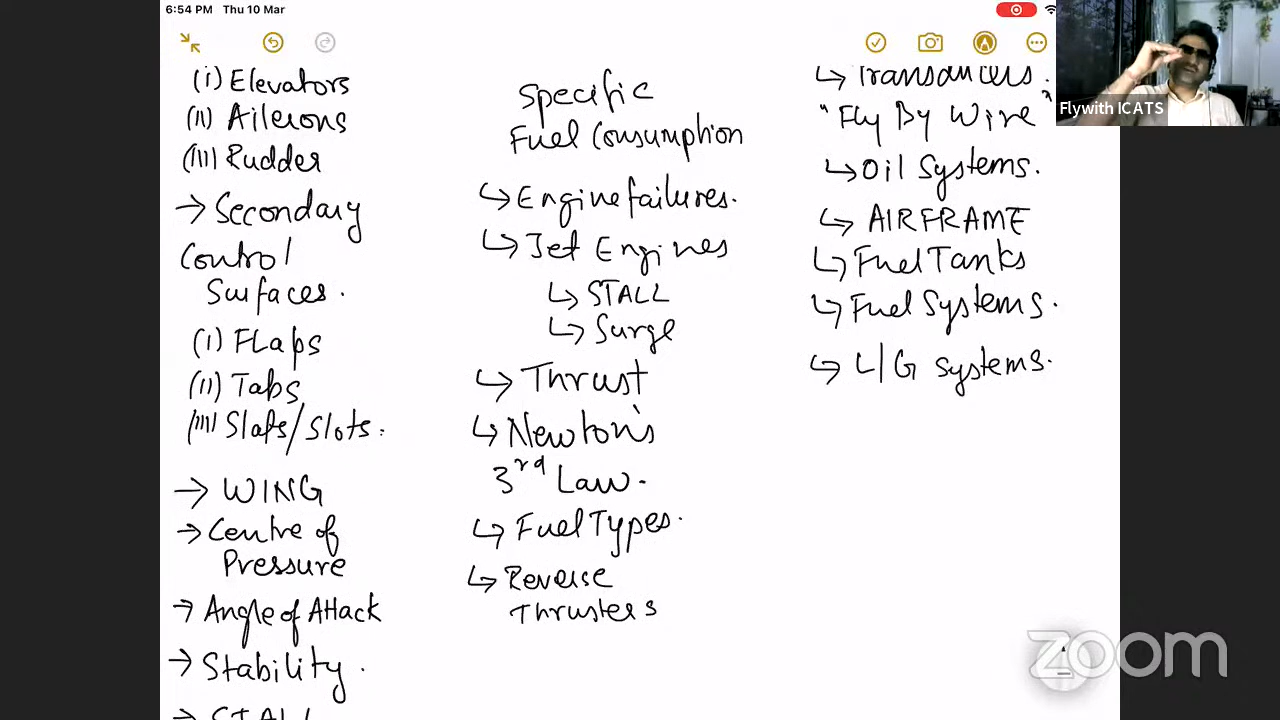 6:54 PM Thu 10 Mar
(i) Elevators
(ii) Ailerons
(iii) Rudder
→ Secondary
Control
Surfaces.
(i) Flaps
(ii) Tabs
(iii) Slats/Slots.
→ WING
→ Centre of
Pressure
→ Angle of Attack
→ Stability.
→ STALL
Specific
Fuel Consumption
↳ Engine failures.
↳ Jet Engines
↳ STALL
↳ Surge
↳ Thrust
↳ Newton's
3rd Law.
↳ Fuel Types.
↳ Reverse
Thrusters
↳ Transducers.
"Fly By Wire"
↳ Oil Systems.
↳ AIRFRAME
↳ Fuel Tanks
↳ Fuel Systems.
↳ L/G systems.
Flywith ICATS
zoom